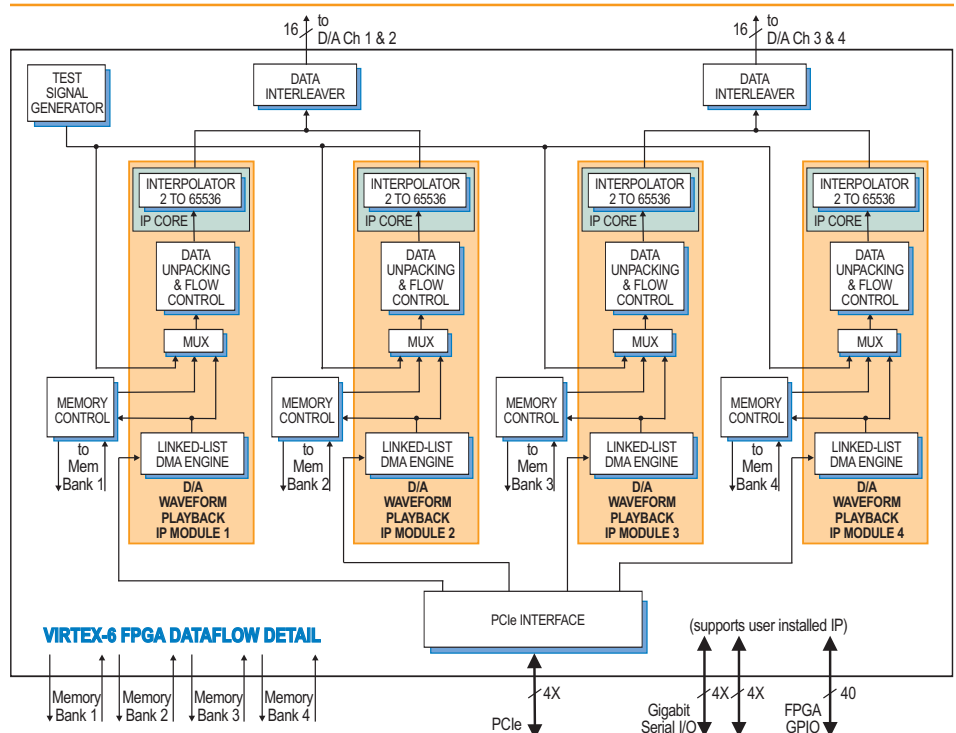 16
to
D/A Ch 1 & 2
16
to
D/A Ch 3 & 4
TEST
SIGNAL
GENERATOR
DATA
INTERLEAVER
DATA
INTERLEAVER
INTERPOLATOR
2 TO 65536
IP CORE
INTERPOLATOR
2 TO 65536
IP CORE
INTERPOLATOR
2 TO 65536
IP CORE
INTERPOLATOR
2 TO 65536
IP CORE
DATA
UNPACKING
& FLOW
CONTROL
DATA
UNPACKING
& FLOW
CONTROL
DATA
UNPACKING
& FLOW
CONTROL
DATA
UNPACKING
& FLOW
CONTROL
MUX
MUX
MUX
MUX
MEMORY
CONTROL
MEMORY
CONTROL
MEMORY
CONTROL
MEMORY
CONTROL
to
Mem
Bank 1
LINKED-LIST
DMA ENGINE
to
Mem
Bank 2
LINKED-LIST
DMA ENGINE
to
Mem
Bank 3
LINKED-LIST
DMA ENGINE
to
Mem
Bank 4
LINKED-LIST
DMA ENGINE
D/A
WAVEFORM
PLAYBACK
IP MODULE 1
D/A
WAVEFORM
PLAYBACK
IP MODULE 2
D/A
WAVEFORM
PLAYBACK
IP MODULE 3
D/A
WAVEFORM
PLAYBACK
IP MODULE 4
PCIe INTERFACE
VIRTEX-6 FPGA DATAFLOW DETAIL
(supports user installed IP)
Memory
Bank 1
Memory
Bank 2
Memory
Bank 3
Memory
Bank 4
4X
PCIe
4X
4X
Gigabit
Serial I/O
40
FPGA
GPIO